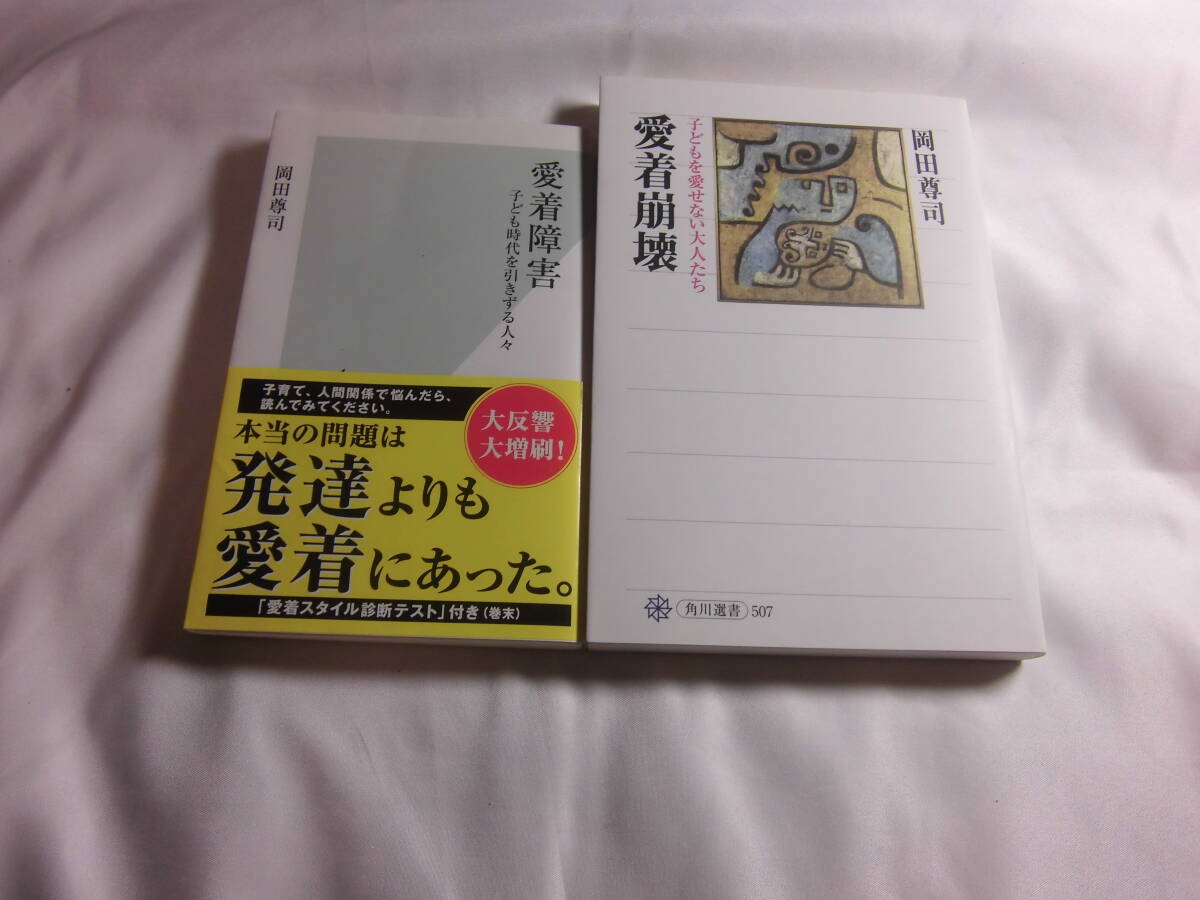 愛着障害
子ども時代を引きずる人々
岡田尊司
子育て、人間関係で悩んだら、
読んでみてください。
大反響
大増刷!
本当の問題は
発達よりも
愛着にあった。
「愛着スタイル診断テスト」付き(巻末)
岡田尊司
子どもを愛せない大人たち
愛着崩壊
角川選書 507